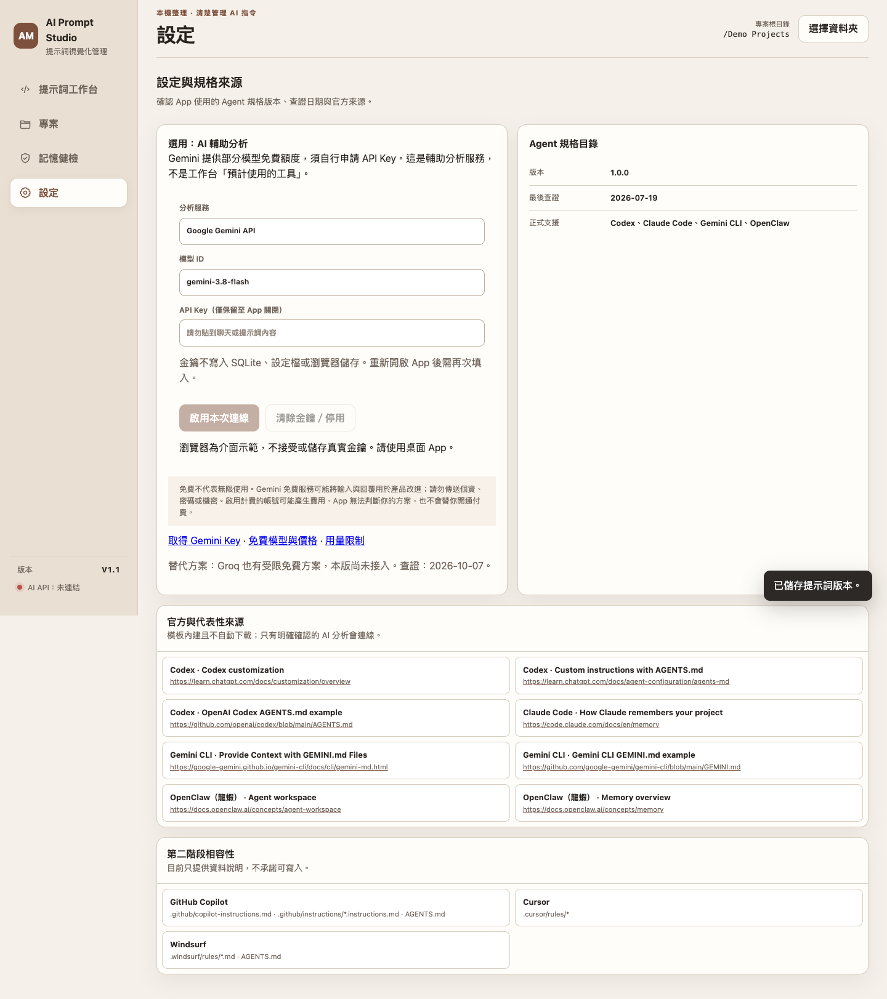 AM
AI Prompt
Studio
提示詞視覺化管理
提示詞工作台
專案
記憶健檢
設定
版本
V1.1
AI API：未連結
本機整理 · 清楚管理 AI 指令
設定
專案根目錄
/Demo Projects
選擇資料夾
設定與規格來源
確認 App 使用的 Agent 規格版本、查證日期與官方來源。
選用：AI 輔助分析
Gemini 提供部分模型免費額度，須自行申請 API Key。這是輔助分析服務，
不是工作台「預計使用的工具」。
分析服務
Google Gemini API
模型 ID
gemini-3.8-flash
API Key（僅保留至 App 關閉）
請勿貼到聊天或提示詞內容
金鑰不寫入 SQLite、設定檔或瀏覽器儲存。重新開啟 App 後需再次填
入。
啟用本次連線
清除金鑰 / 停用
瀏覽器為介面示範，不接受或儲存真實金鑰。請使用桌面 App。
免費不代表無限使用。Gemini 免費服務可能將輸入與回覆用於產品改進；請勿傳送個資、
密碼或機密。啟用計費的帳號可能產生費用，App 無法判斷你的方案，也不會替你開通付
費。
取得 Gemini Key · 免費模型與價格 · 用量限制
替代方案：Groq 也有受限免費方案，本版尚未接入。查證：2026-10-07。
Agent 規格目錄
版本
1.0.0
最後查證
2026-07-19
正式支援
Codex、Claude Code、Gemini CLI、OpenClaw
已儲存提示詞版本。
官方與代表性來源
模板內建且不自動下載；只有明確確認的 AI 分析會連線。
Codex · Codex customization
https://learn.chatgpt.com/docs/customization/overview
Codex · Custom instructions with AGENTS.md
https://learn.chatgpt.com/docs/agent-configuration/agents-md
Codex · OpenAI Codex AGENTS.md example
https://github.com/openai/codex/blob/main/AGENTS.md
Claude Code · How Claude remembers your project
https://code.claude.com/docs/en/memory
Gemini CLI · Provide Context with GEMINI.md Files
https://google-gemini.github.io/gemini-cli/docs/cli/gemini-md.html
Gemini CLI · Gemini CLI GEMINI.md example
https://github.com/google-gemini/gemini-cli/blob/main/GEMINI.md
OpenClaw（龍蝦） · Agent workspace
https://docs.openclaw.ai/concepts/agent-workspace
OpenClaw（龍蝦） · Memory overview
https://docs.openclaw.ai/concepts/memory
第二階段相容性
目前只提供資料說明，不承諾可寫入。
GitHub Copilot
.github/copilot-instructions.md · .github/instructions/*.instructions.md · AGENTS.md
Cursor
.cursor/rules/*
Windsurf
.windsurf/rules/*.md · AGENTS.md